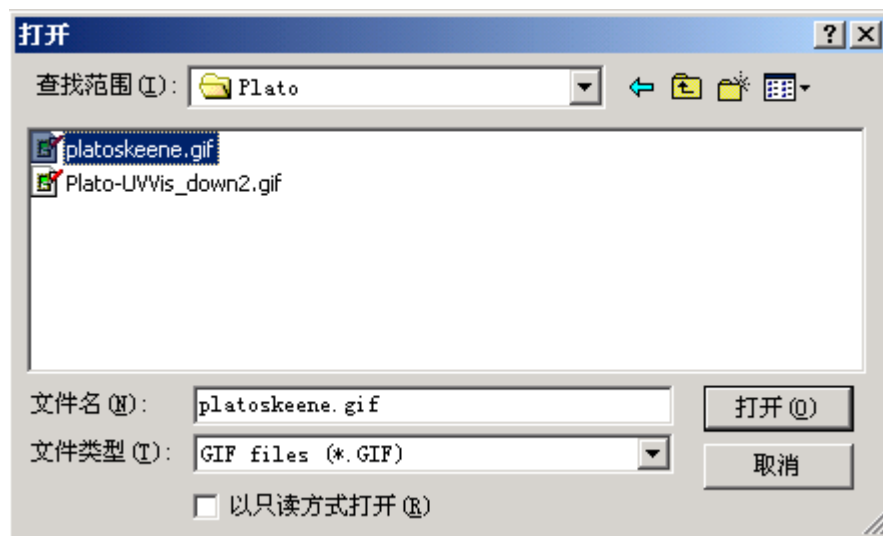 打开
查找范围(I): Plato
platoskeene.gif
Plato-UVVis_down2.gif
文件名(N): platoskeene.gif 打开(O)
文件类型(T): GIF files (*.GIF) 取消
以只读方式打开(R)